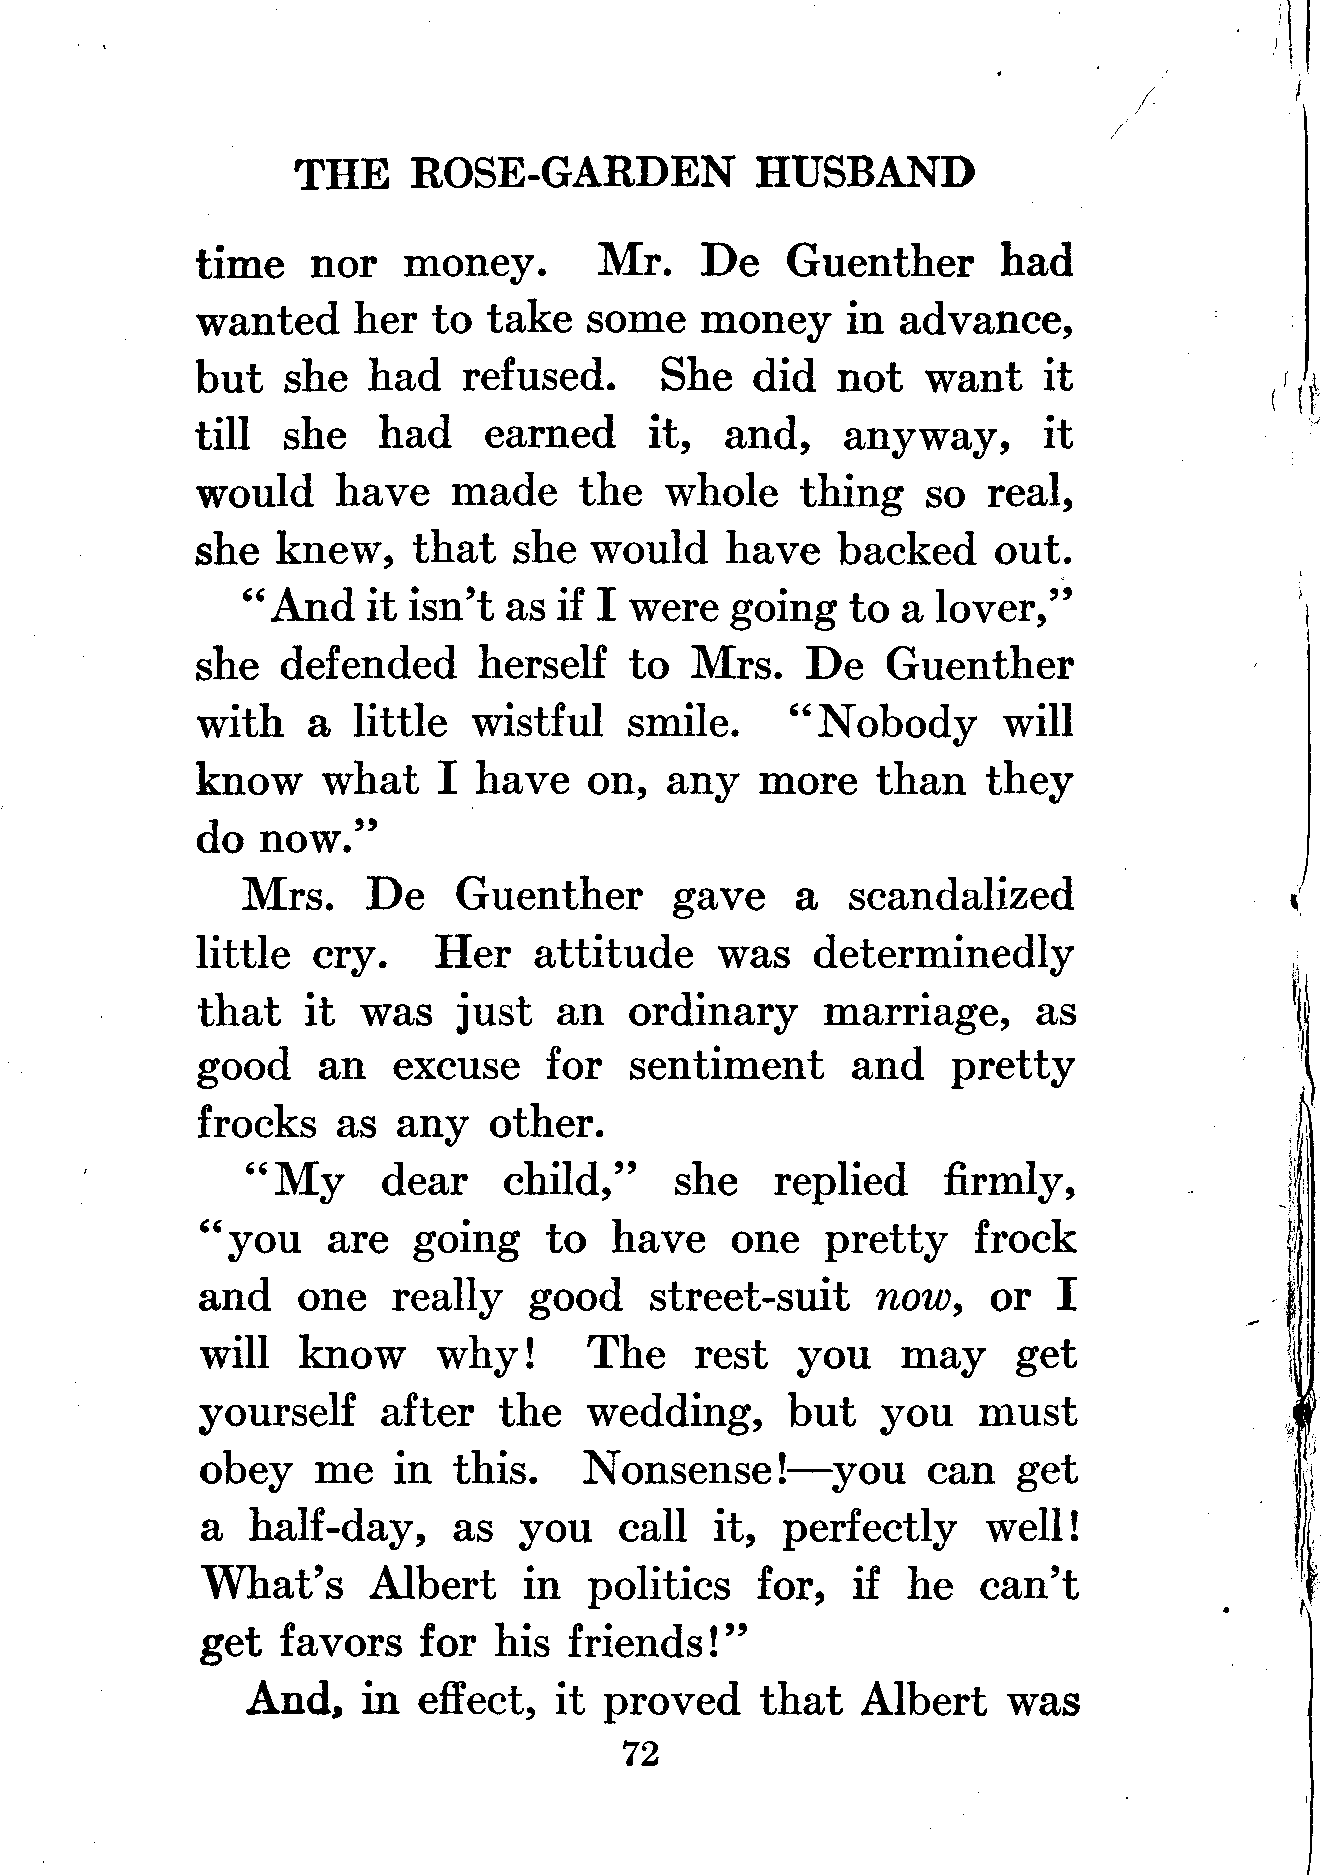 THE ROSE-GARDEN HUSBAND
time nor money. Mr. De Guenther had
wanted her to take some money in advance,
but she had refused. She did not want it
till she had earned it, and, anyway, it
would have made the whole thing so real,
she knew, that she would have backed out.
“And it isn’t as if I were going to a lover,”
she defended herself to Mrs. De Guenther
with a little wistful smile. “Nobody will
know what I have on, any more than they
do now.”
Mrs. De Guenther gave a scandalized
little cry. Her attitude was determinedly
that it was just an ordinary marriage, as
good an excuse for sentiment and pretty
frocks as any other.
“My dear child,” she replied firmly,
“you are going to have one pretty frock
and one really good street-suit now, or I
will know why! The rest you may get
yourself after the wedding, but you must
obey me in this. Nonsense!—you can get
a half-day, as you call it, perfectly well!
What’s Albert in politics for, if he can’t
get favors for his friends!”
And, in effect, it proved that Albert was
72